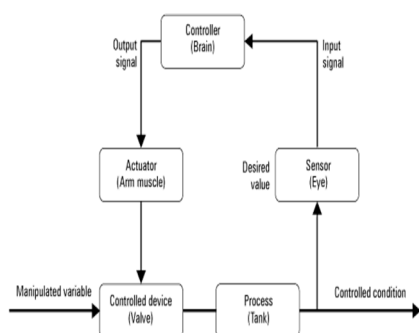 Output
signal
Controller
(Brain)
Input
signal
Actuator
(Arm muscle)
Desired
value
Sensor
(Eye)
Manipulated variable
Controlled device
(Valve)
Process
(Tank)
Controlled condition